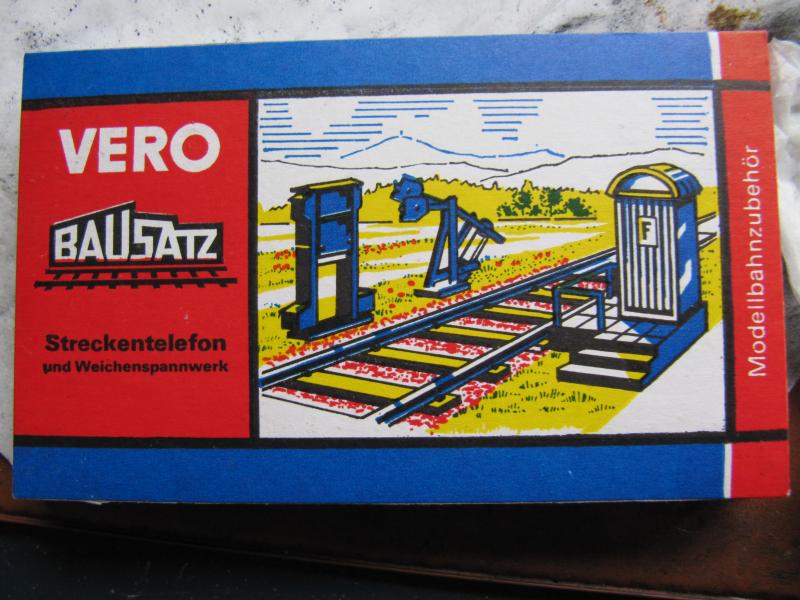 VERO
BAUSATZ
Streckentelefon
und Weichenspannwerk
F
Modellbahnzubehör